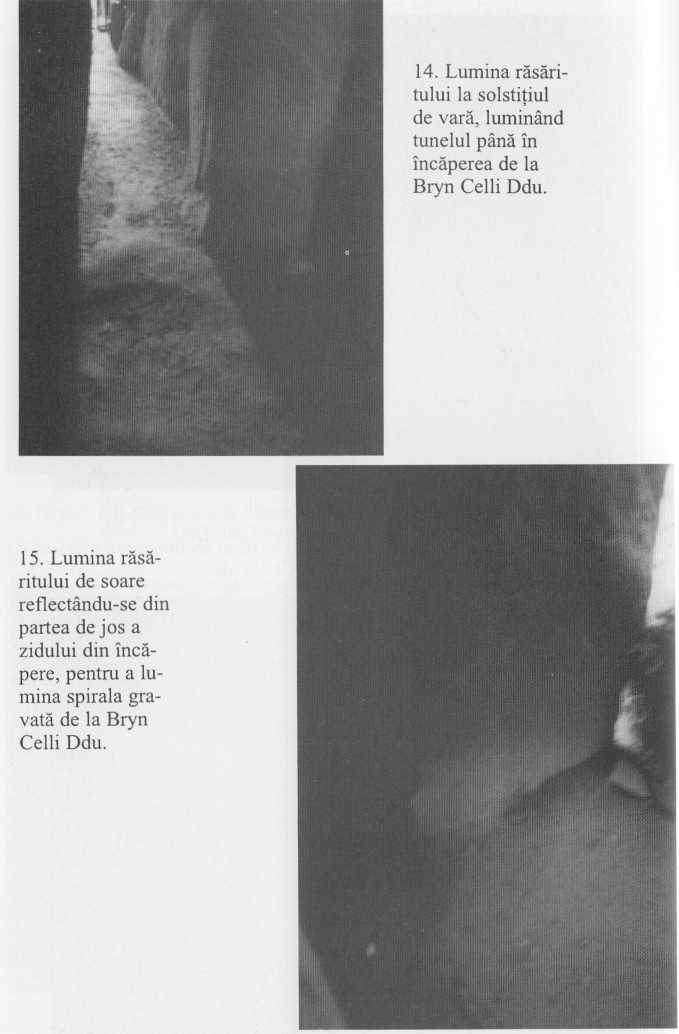 14. Lumina răsări-
tului la solstițiul
de vară, luminând
tunelul până în
încăperea de la
Bryn Celli Ddu.
15. Lumina răsă-
ritului de soare
reflectându-se din
partea de jos a
zidului din încă-
pere, pentru a lu-
mina spirala gra-
vată de la Bryn
Celli Ddu.